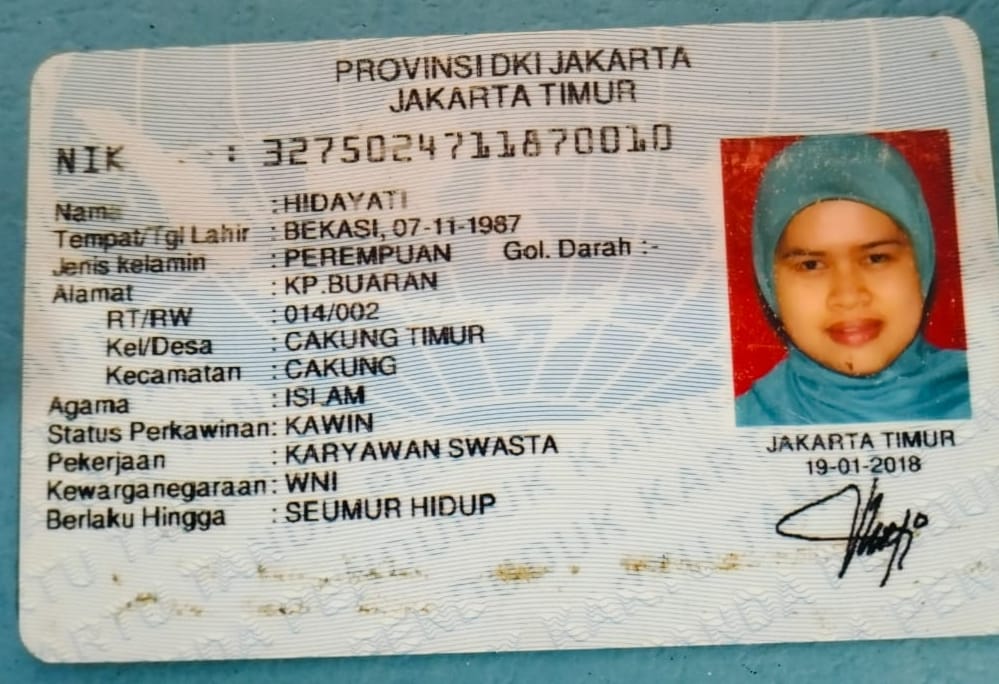 PROVINSI DKI JAKARTA
JAKARTA TIMUR
NIK : 3275024711870010
Nama : HIDAYATI
Tempat/Tgl Lahir : BEKASI, 07-11-1987
Jenis kelamin : PEREMPUAN Gol. Darah :-
Alamat : KP.BUARAN
RT/RW : 014/002
Kel/Desa : CAKUNG TIMUR
Kecamatan : CAKUNG
Agama : ISLAM
Status Perkawinan: KAWIN
Pekerjaan : KARYAWAN SWASTA
Kewarganegaraan: WNI
Berlaku Hingga : SEUMUR HIDUP
JAKARTA TIMUR
19-01-2018